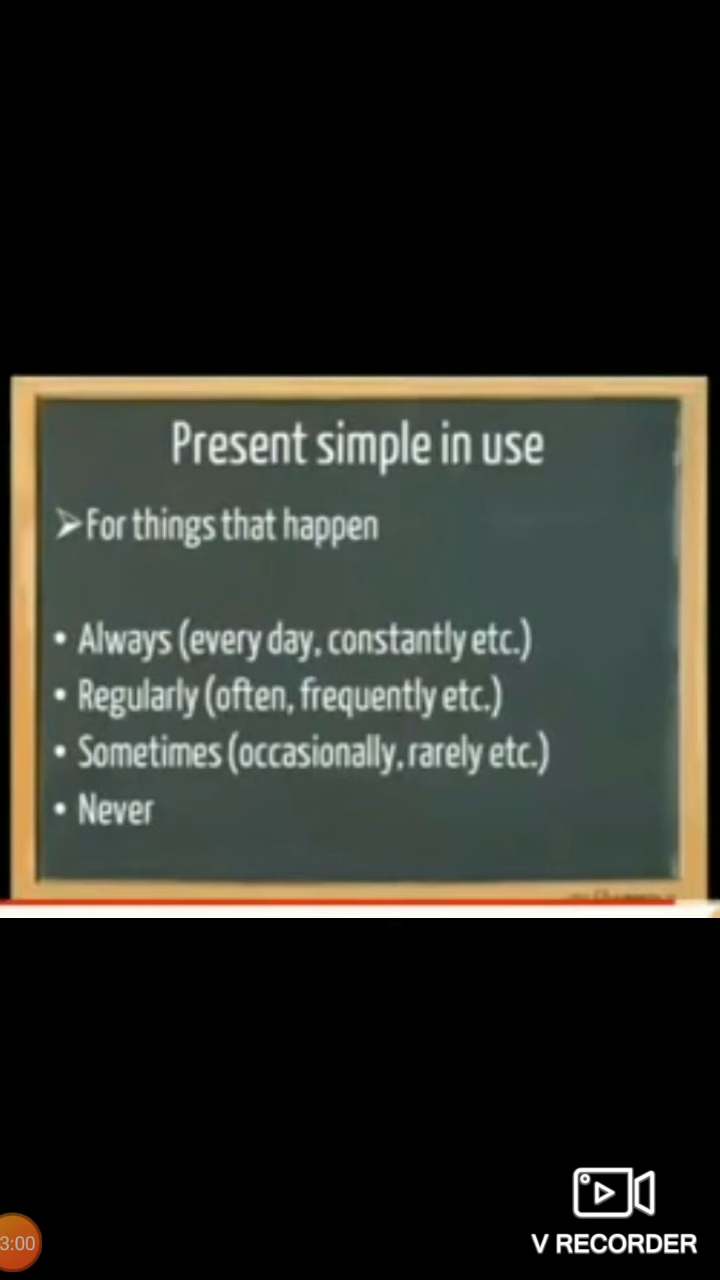 Present simple in use
➢For things that happen
• Always (every day, constantly etc.)
• Regularly (often, frequently etc.)
• Sometimes (occasionally, rarely etc.)
• Never
3:00
V RECORDER